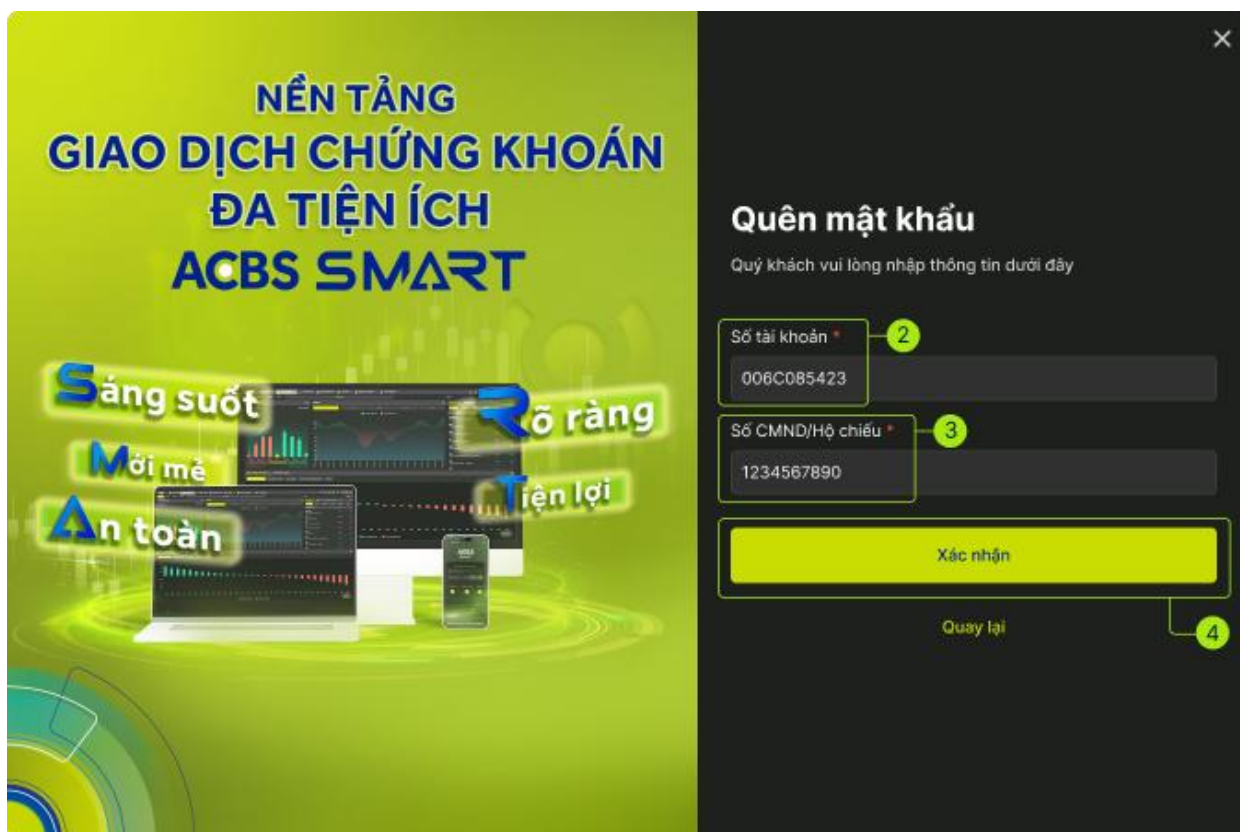 NỀN TẢNG
GIAO DỊCH CHỨNG KHOÁN
ĐA TIỆN ÍCH
ACBS SMART
Sáng suốt
Mới mẻ
An toàn
Rõ ràng
Tiện lợi
Quên mật khẩu
Quý khách vui lòng nhập thông tin dưới đây
Số tài khoản *
2
006C085423
Số CMND/Hộ chiếu *
3
1234567890
Xác nhận
Quay lại
4